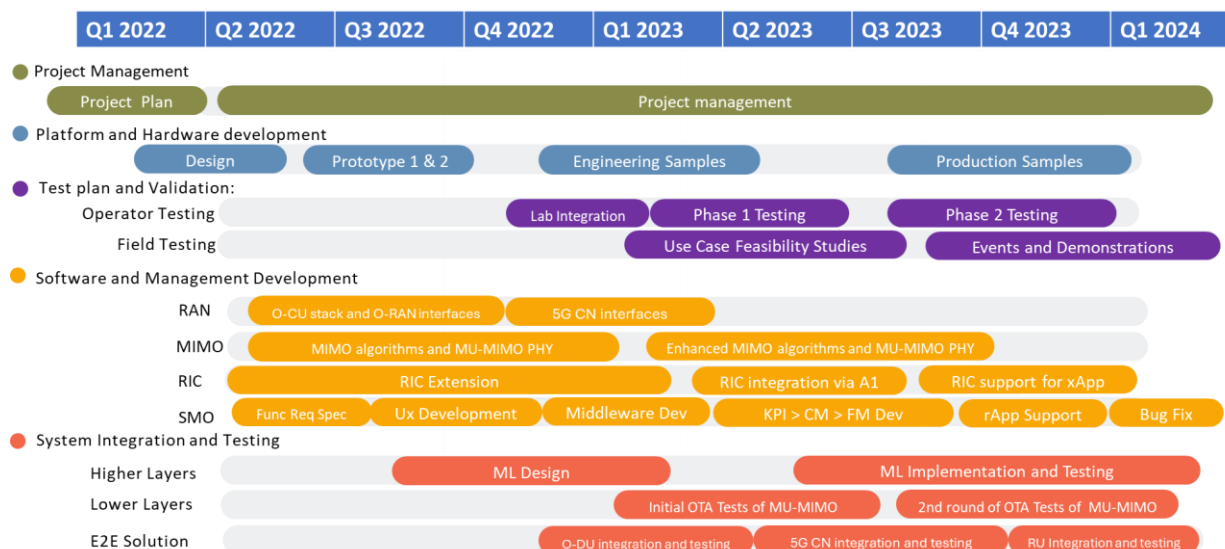 Q1 2022 Q2 2022 Q3 2022 Q4 2022 Q1 2023 Q2 2023 Q3 2023 Q4 2023 Q1 2024
Project Management
Project Plan Project management
Platform and Hardware development
Design Prototype 1 & 2 Engineering Samples Production Samples
Test plan and Validation:
Operator Testing Lab Integration Phase 1 Testing Phase 2 Testing
Field Testing Use Case Feasibility Studies Events and Demonstrations
Software and Management Development
RAN O-CU stack and O-RAN interfaces 5G CN interfaces
MIMO MIMO algorithms and MU-MIMO PHY Enhanced MIMO algorithms and MU-MIMO PHY
RIC RIC Extension RIC integration via A1 RIC support for xApp
SMO Func Req Spec Ux Development Middleware Dev KPI > CM > FM Dev rApp Support Bug Fix
System Integration and Testing
Higher Layers ML Design ML Implementation and Testing
Lower Layers Initial OTA Tests of MU-MIMO 2nd round of OTA Tests of MU-MIMO
E2E Solution O-DU integration and testing 5G CN integration and testing RU Integration and testing